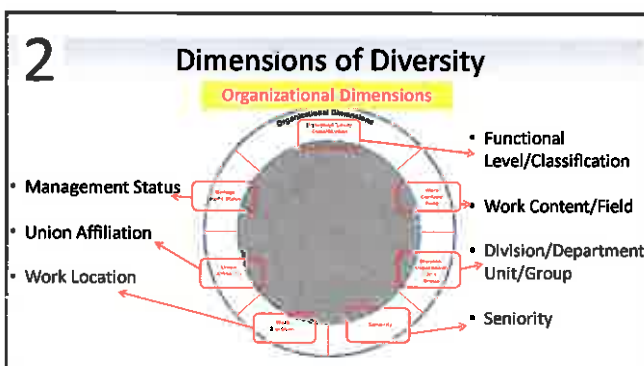 2
Dimensions of Diversity
Organizational Dimensions
Organizational Dimensions
• Functional
Level/Classification
• Management Status
• Work Content/Field
• Union Affiliation
• Division/Department
Unit/Group
• Work Location
• Seniority
Seniority